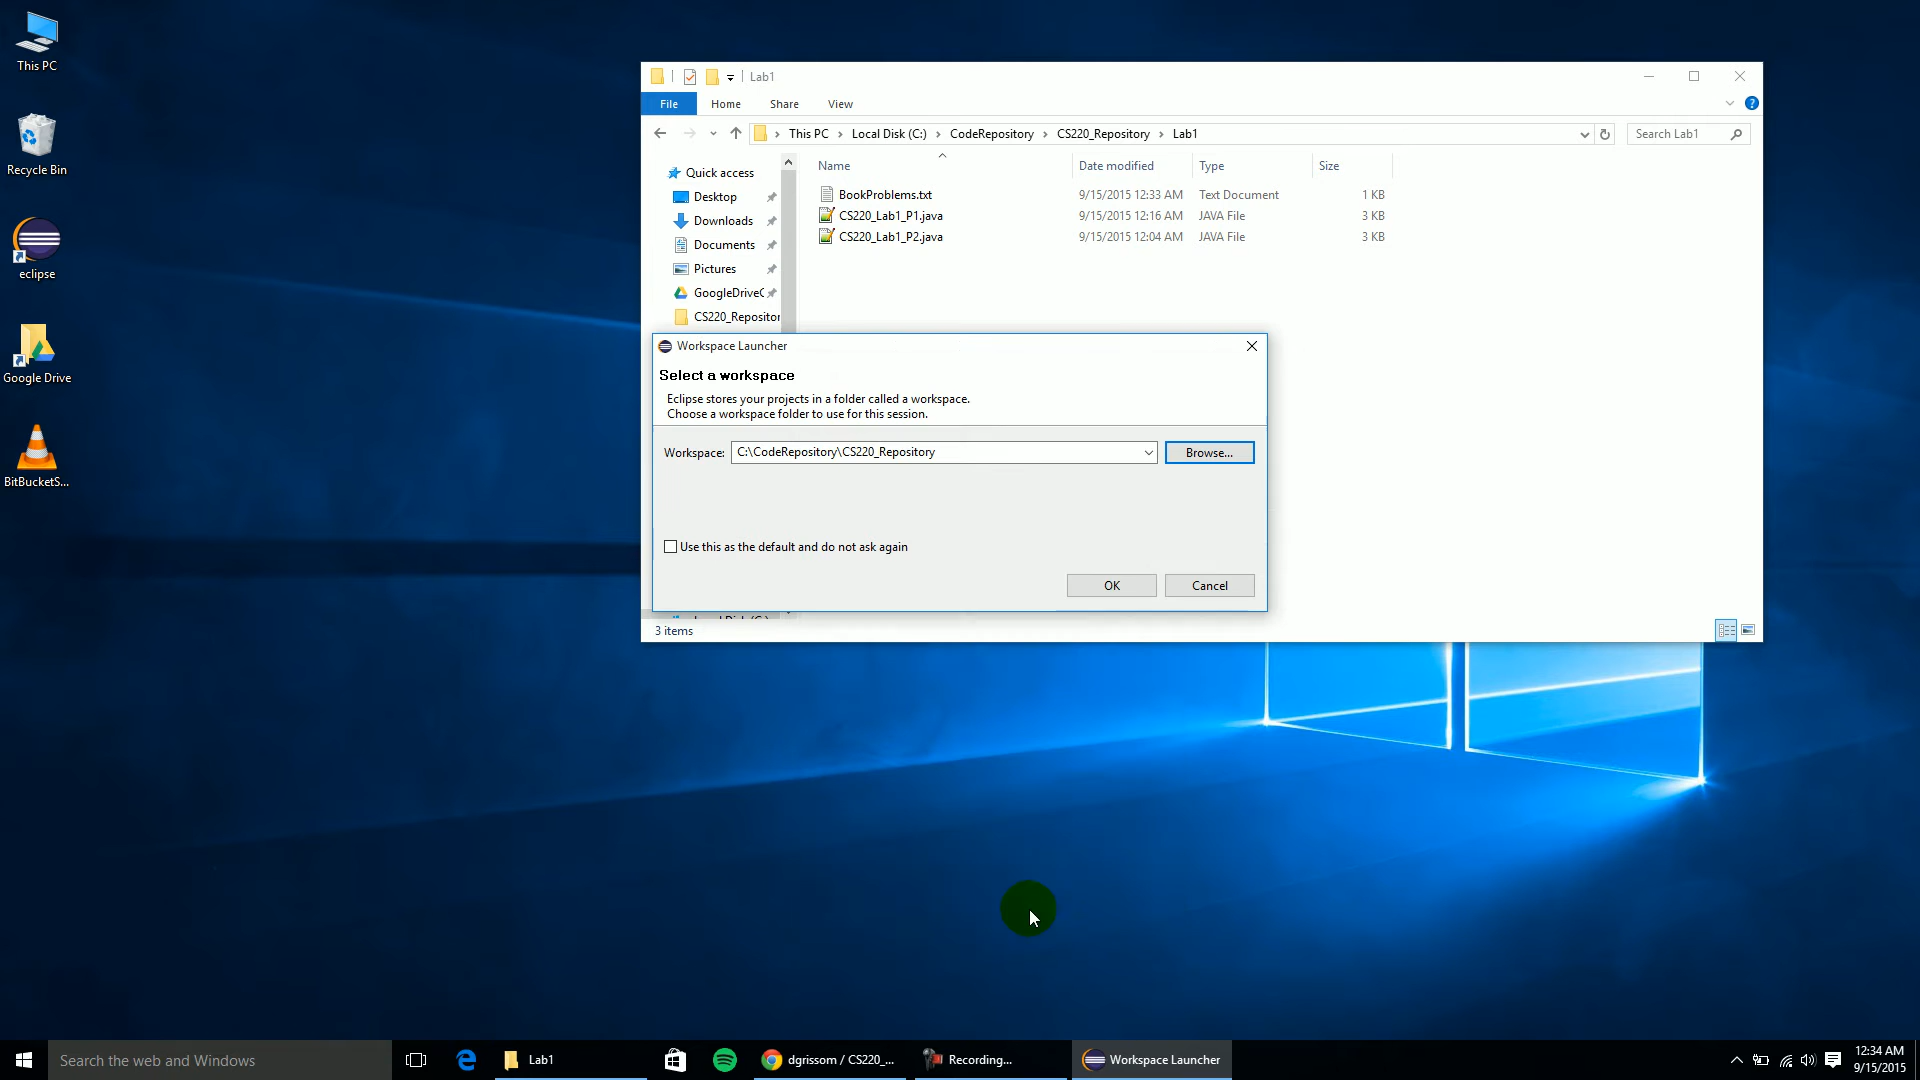 This PC
Recycle Bin
eclipse
Google Drive
BitBucketS...
Lab1
File Home Share View
This PC Local Disk (C:) CodeRepository CS220_Repository Lab1
Search Lab1
Quick access
Desktop
Downloads
Documents
Pictures
GoogleDriveC
CS220_Repositor
Name Date modified Type Size
BookProblems.txt 9/15/2015 12:33 AM Text Document 1 KB
CS220_Lab1_P1.java 9/15/2015 12:16 AM JAVA File 3 KB
CS220_Lab1_P2.java 9/15/2015 12:04 AM JAVA File 3 KB
Workspace Launcher
Select a workspace
Eclipse stores your projects in a folder called a workspace.
Choose a workspace folder to use for this session.
Workspace: C:\CodeRepository\CS220_Repository Browse...
Use this as the default and do not ask again
OK Cancel
3 items
Search the web and Windows
Lab1
dgrissom / CS220_...
Recording...
Workspace Launcher
12:34 AM
9/15/2015